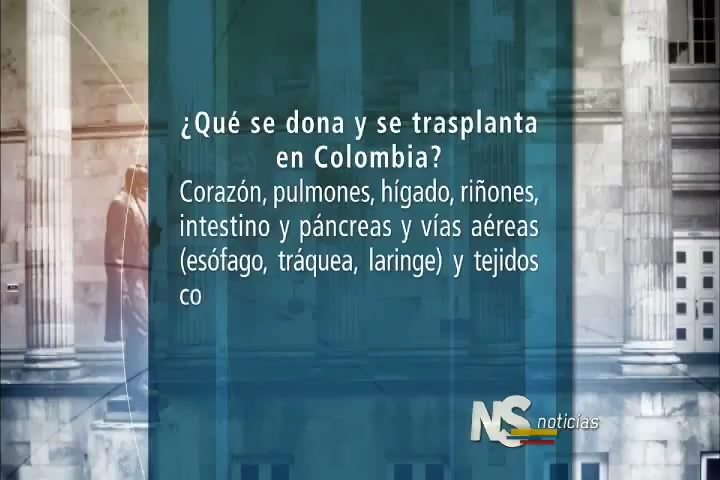 ¿Qué se dona y se trasplanta
en Colombia?
Corazón, pulmones, hígado, riñones,
intestino y páncreas y vías aéreas
(esófago, tráquea, laringe) y tejidos
co
NS noticias